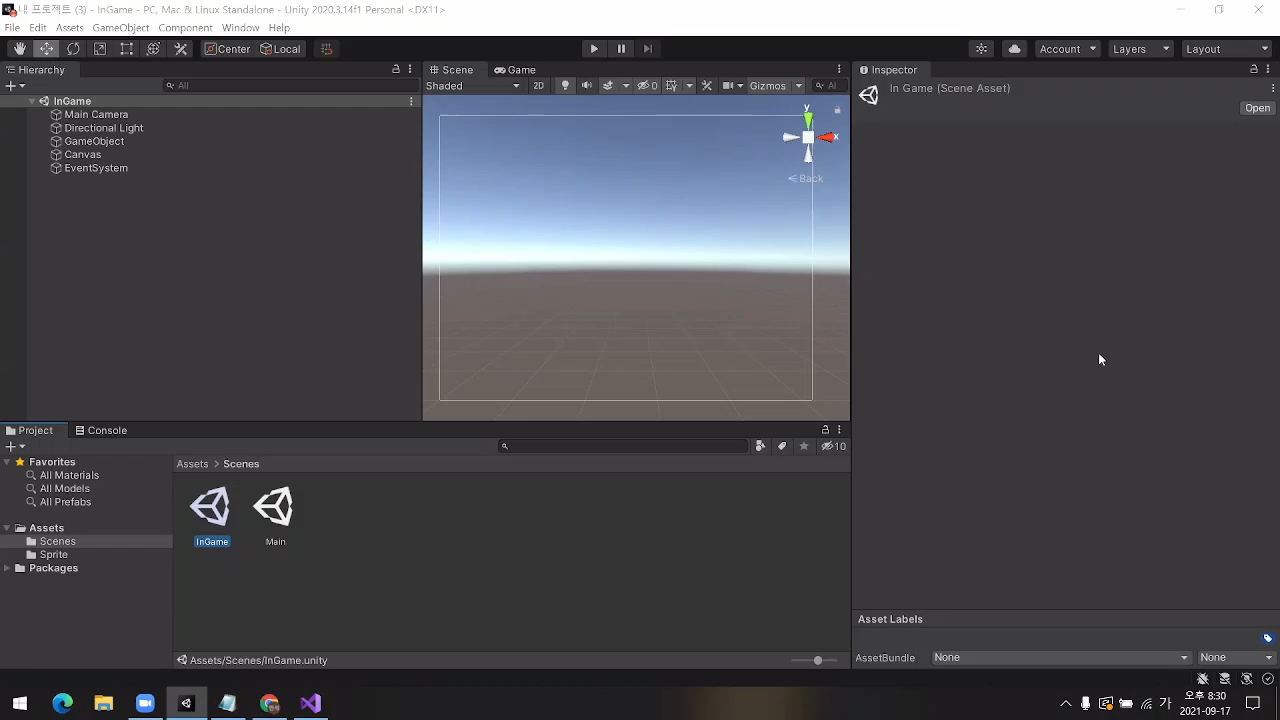 내 프로젝트 (3) - InGame - PC, Mac & Linux Standalone - Unity 2020.3.14f1 Personal <DX11>
File Edit Assets GameObject Component Window Help
Center Local Account Layers Layout
Hierarchy
All
InGame
Main Camera
Directional Light
GameObject
Canvas
EventSystem
Scene Game
Shaded 2D 0 Gizmos Al
y
x
Back
Inspector
In Game (Scene Asset)
Open
Project Console
10
Favorites
All Materials
All Models
All Prefabs
Assets
Scenes
Sprite
Packages
Assets > Scenes
InGame Main
Assets/Scenes/InGame.unity
Asset Labels
AssetBundle None None
가 오후 8:30
2021-09-17